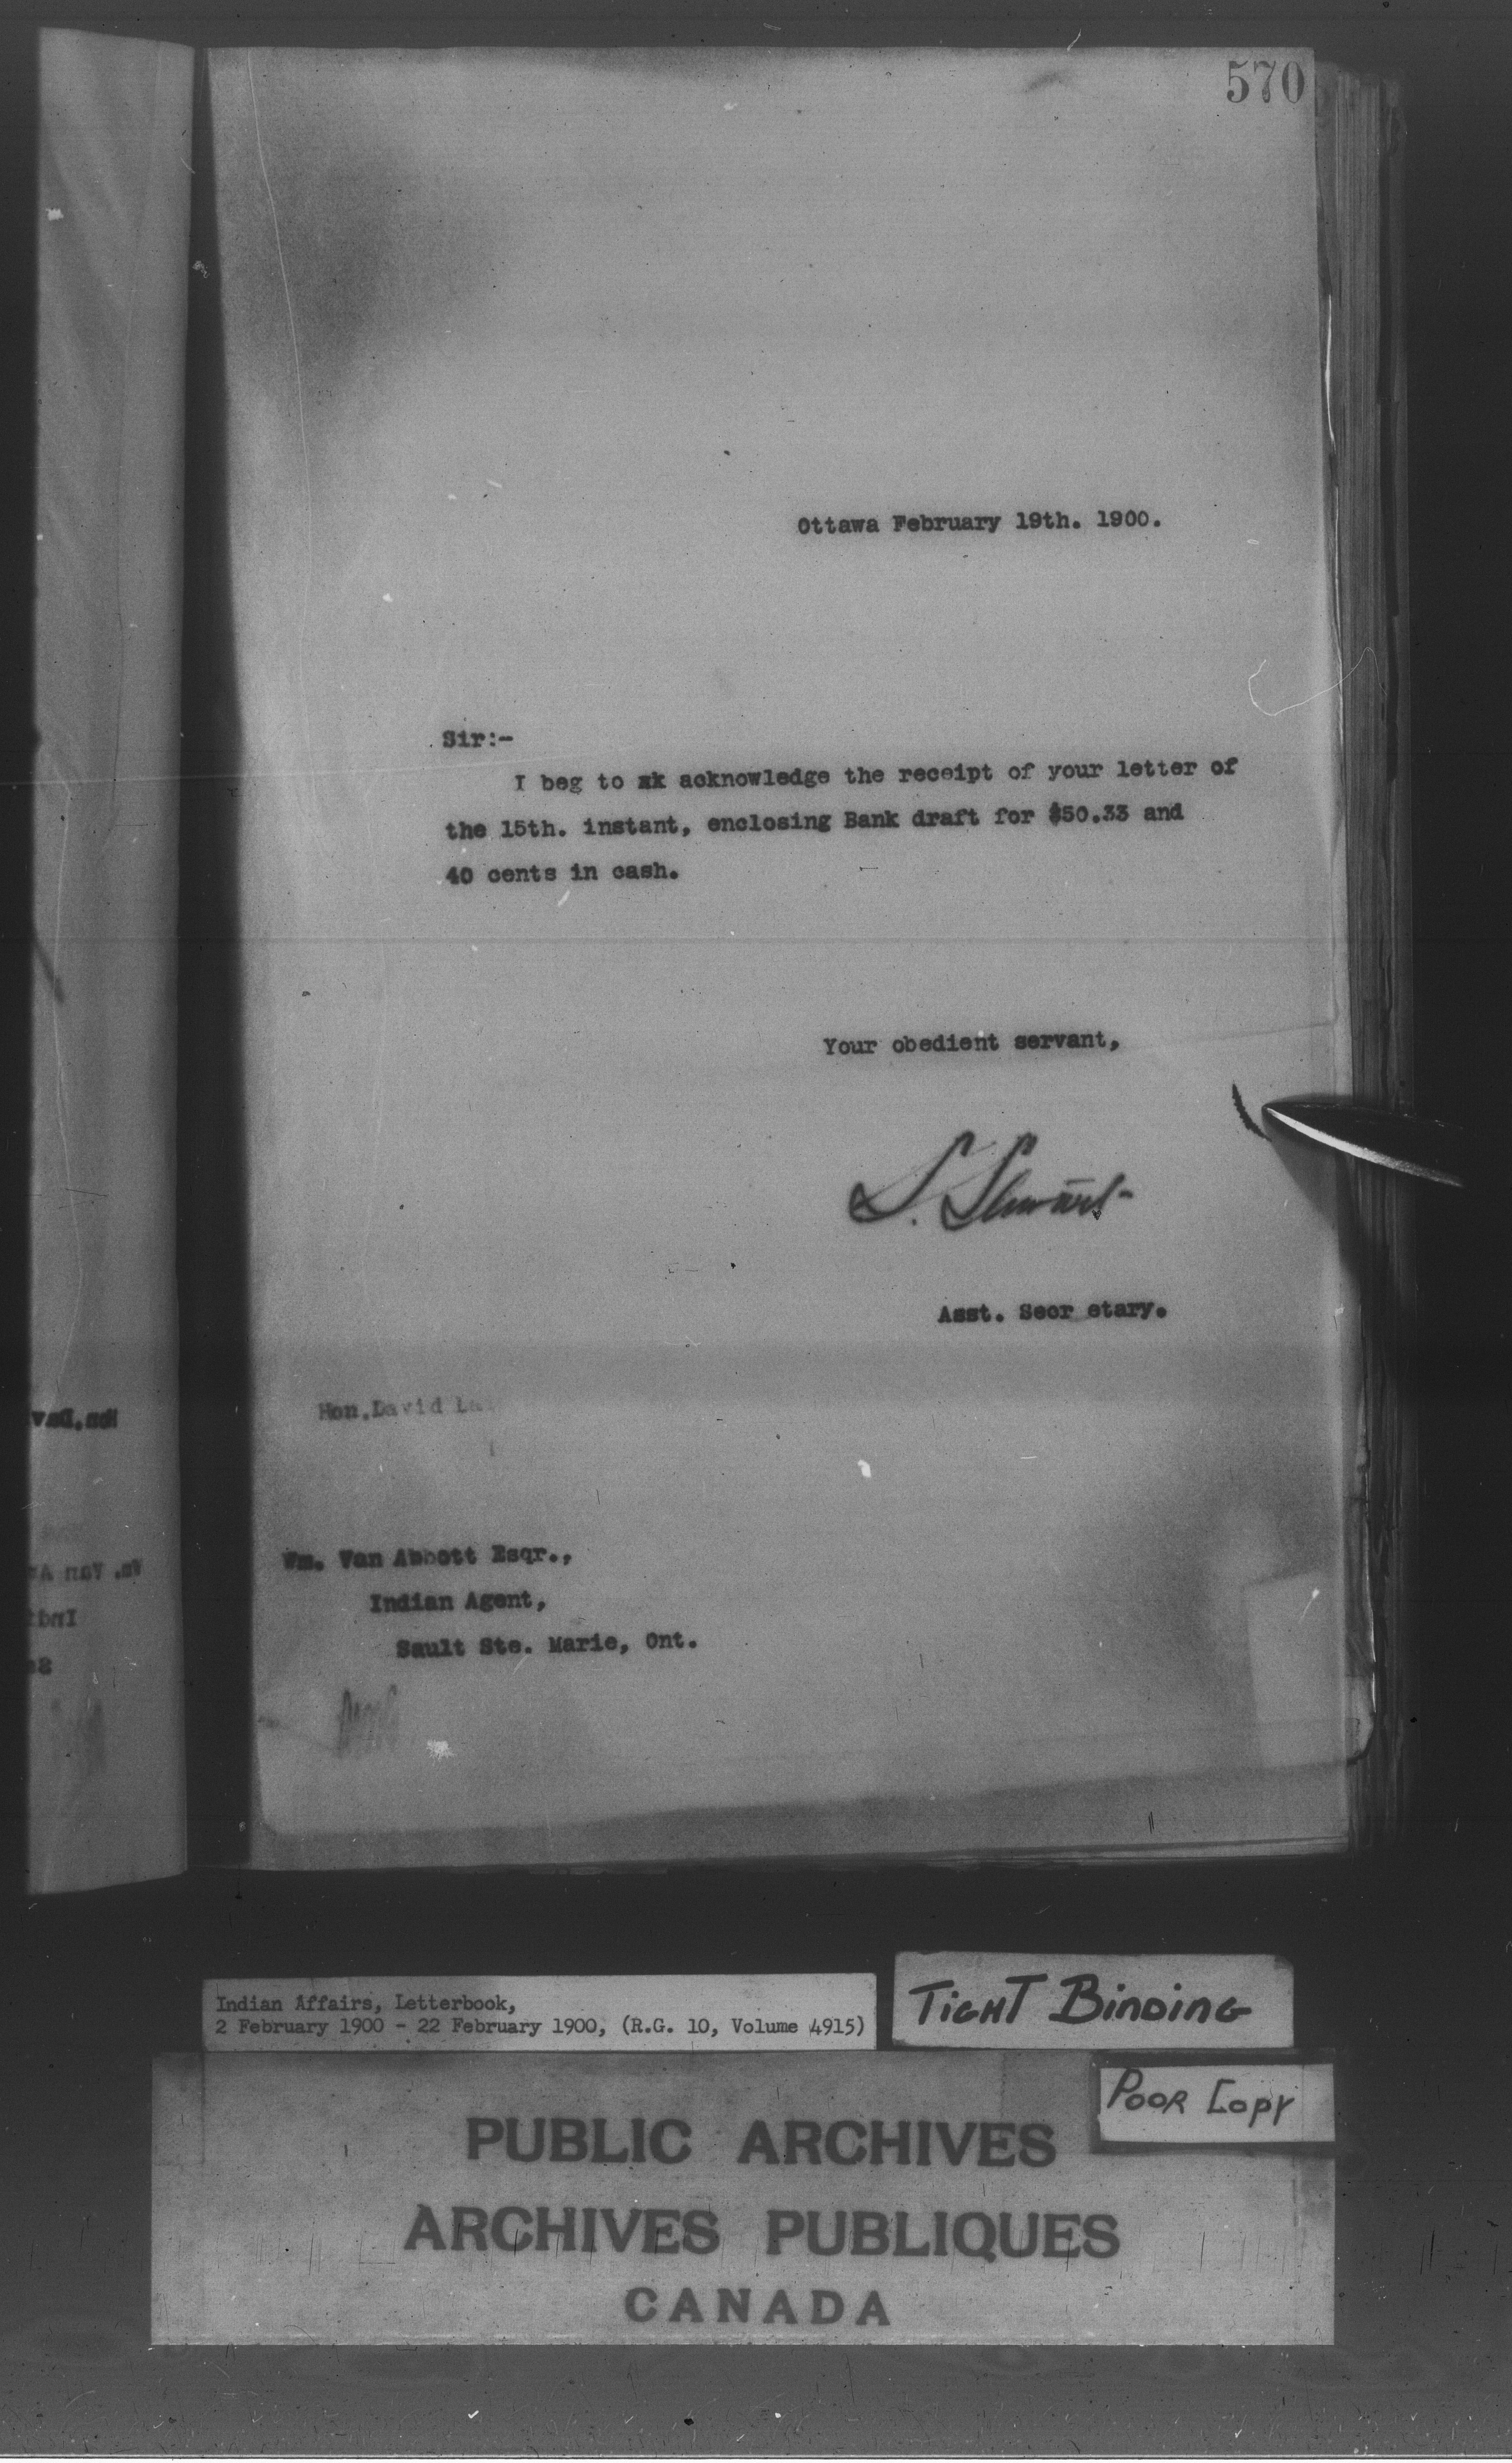 570
Ottawa February 19th. 1900.
Sir:-
I beg to ak acknowledge the receipt of your letter of
the 15th. instant, enclosing Bank draft for $50.33 and
40 cents in cash.
Your obedient servant,
S. Stewart
Asst. Secr etary.
Hon. David La
Wm. Van Abbott Esqr.,
Indian Agent,
Sault Ste. Marie, Ont.
Indian Affairs, Letterbook,
2 February 1900 - 22 February 1900, (R.G. 10, Volume 4915)
TIGHT BINDING
POOR COPY
PUBLIC ARCHIVES
ARCHIVES PUBLIQUES
CANADA